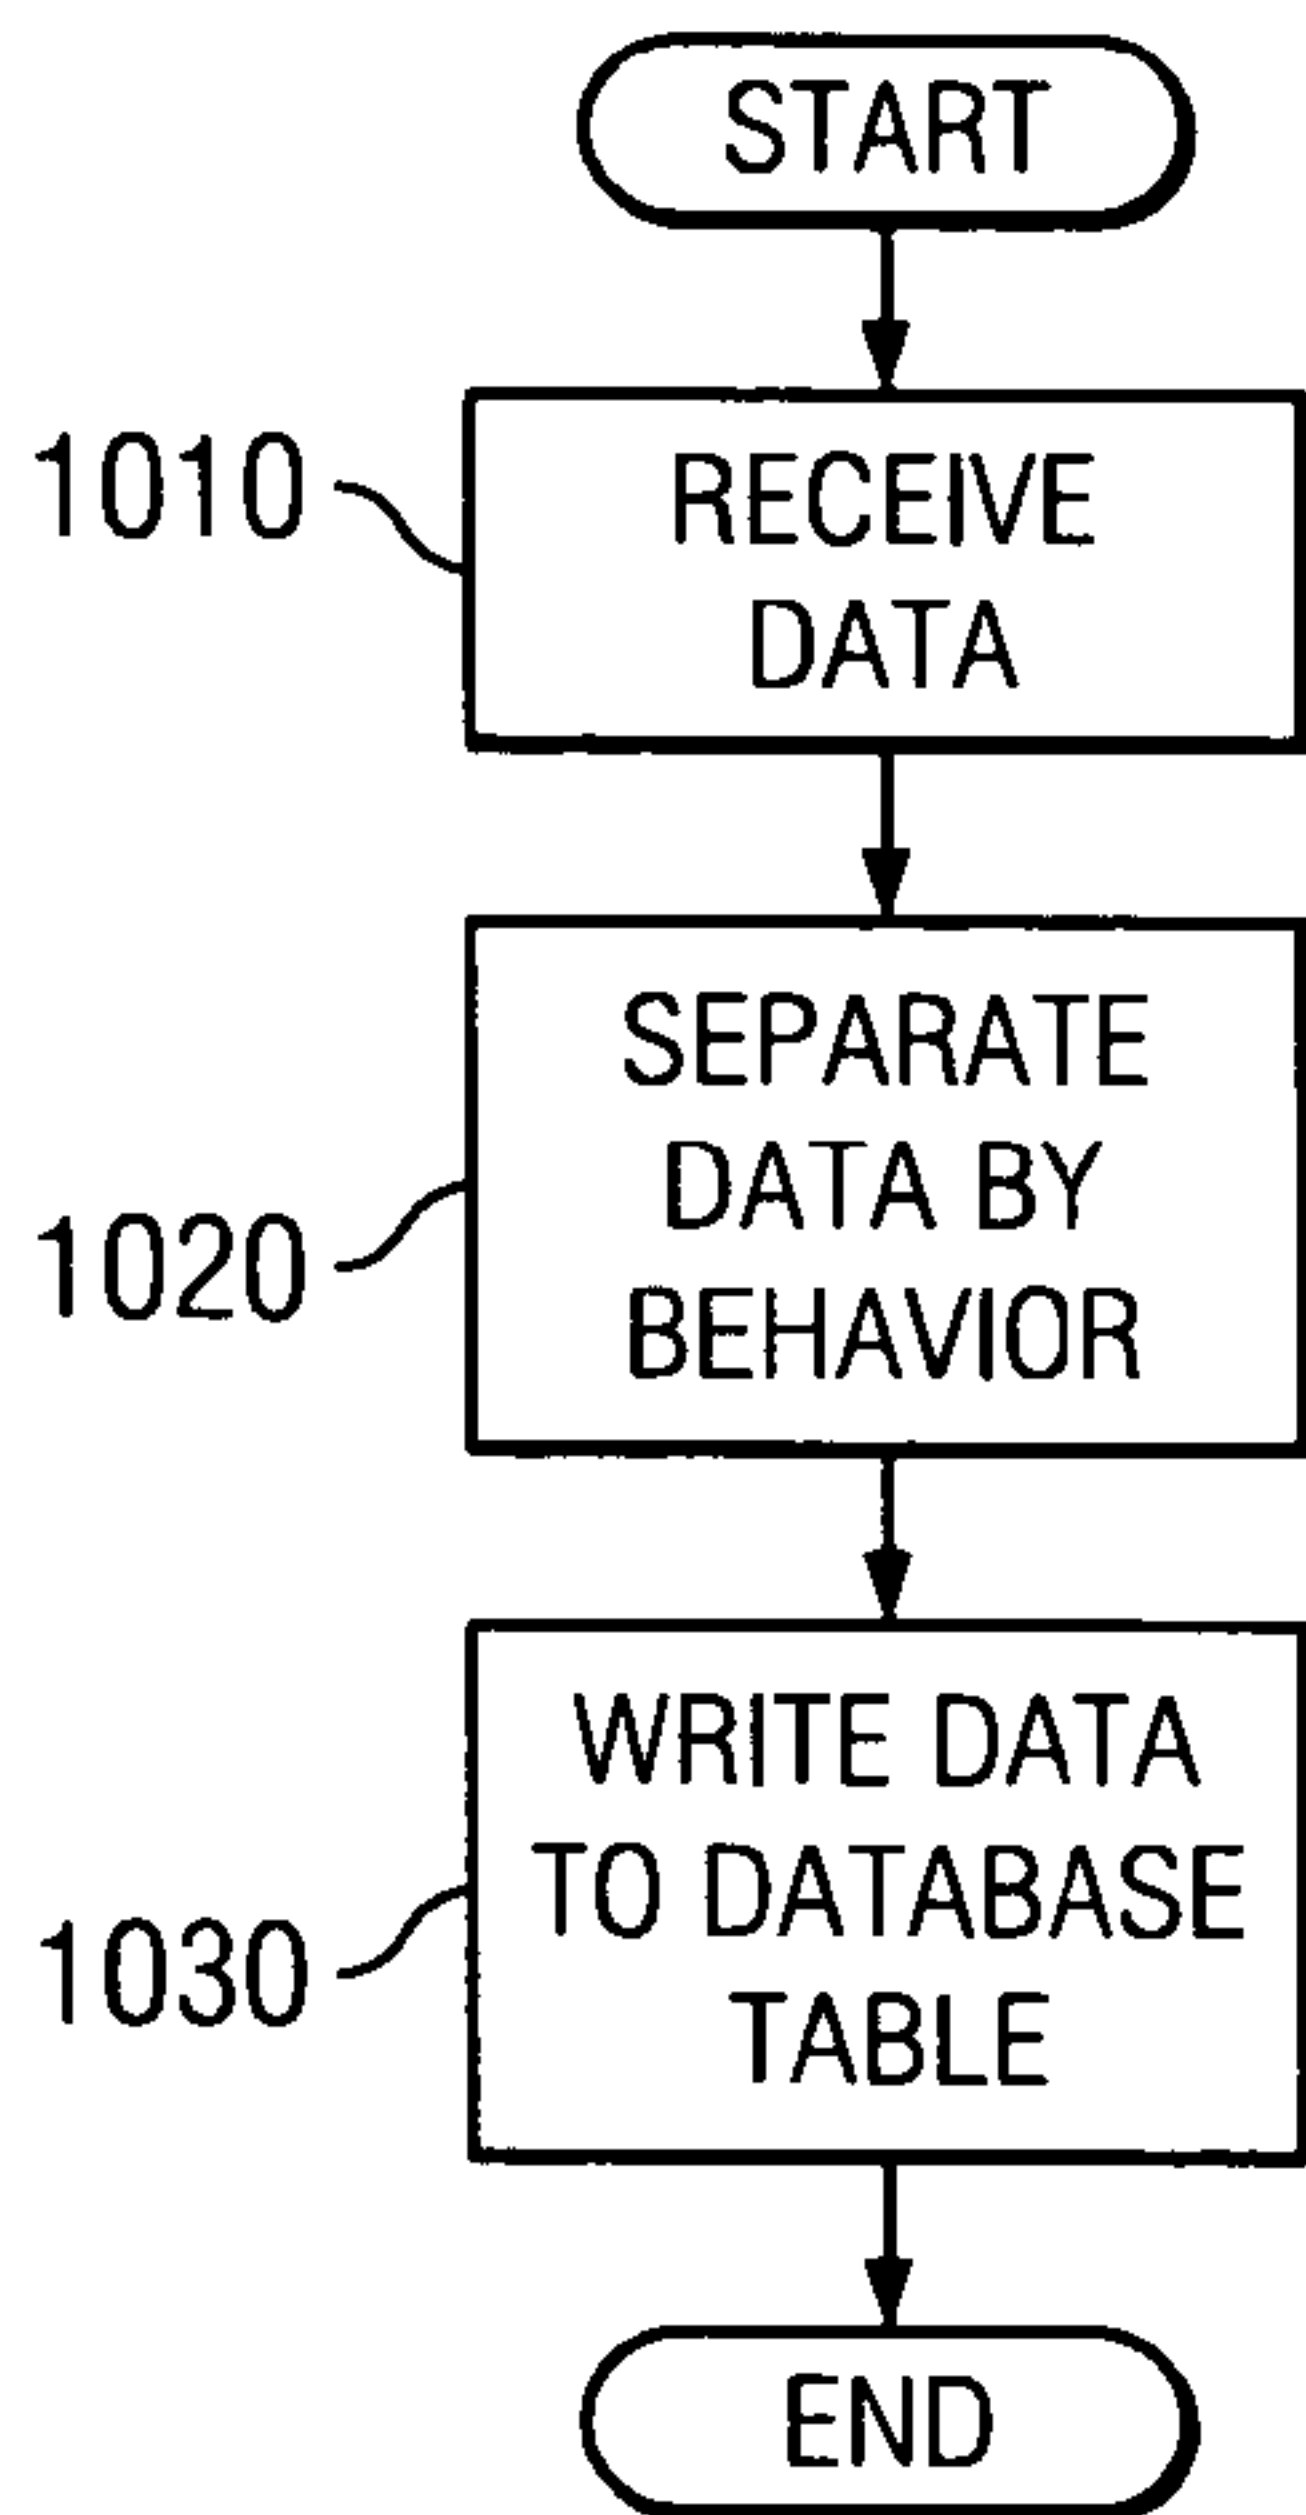 START
1010
RECEIVE
DATA
SEPARATE
DATA BY
1020
BEHAVIOR
WRITE DATA
TO DATABASE
1030
TABLE
END